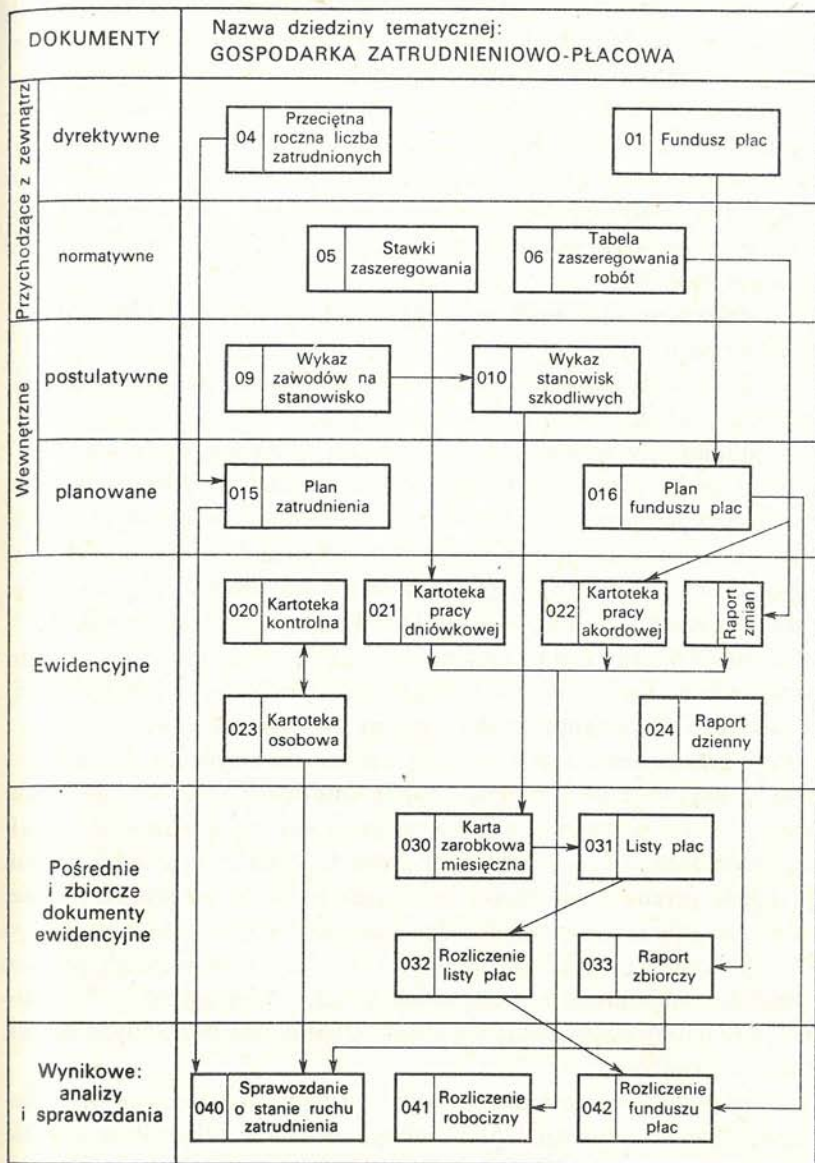 DOKUMENTY
Nazwa dziedziny tematycznej:
GOSPODARKA ZATRUDNIENIOWO-PŁACOWA
Przychodzące z zewnątrz
dyrektywne
04
Przeciętna
roczna liczba
zatrudnionych
01
Fundusz płac
normatywne
05
Stawki
zaszeregowania
06
Tabela
zaszeregowania
robót
Wewnętrzne
postulatywne
09
Wykaz
zawodów na
stanowisko
010
Wykaz
stanowisk
szkodliwych
planowane
015
Plan
zatrudnienia
016
Plan
funduszu płac
Ewidencyjne
020
Kartoteka
kontrolna
021
Kartoteka
pracy
dniówkowej
022
Kartoteka
pracy
akordowej
Raport
zmian
023
Kartoteka
osobowa
024
Raport
dzienny
Pośrednie
i zbiorcze
dokumenty
ewidencyjne
030
Karta
zarobkowa
miesięczna
031
Listy płac
032
Rozliczenie
listy płac
033
Raport
zbiorczy
Wynikowe:
analizy
i sprawozdania
040
Sprawozdanie
o stanie ruchu
zatrudnienia
041
Rozliczenie
robocizny
042
Rozliczenie
funduszu
płac